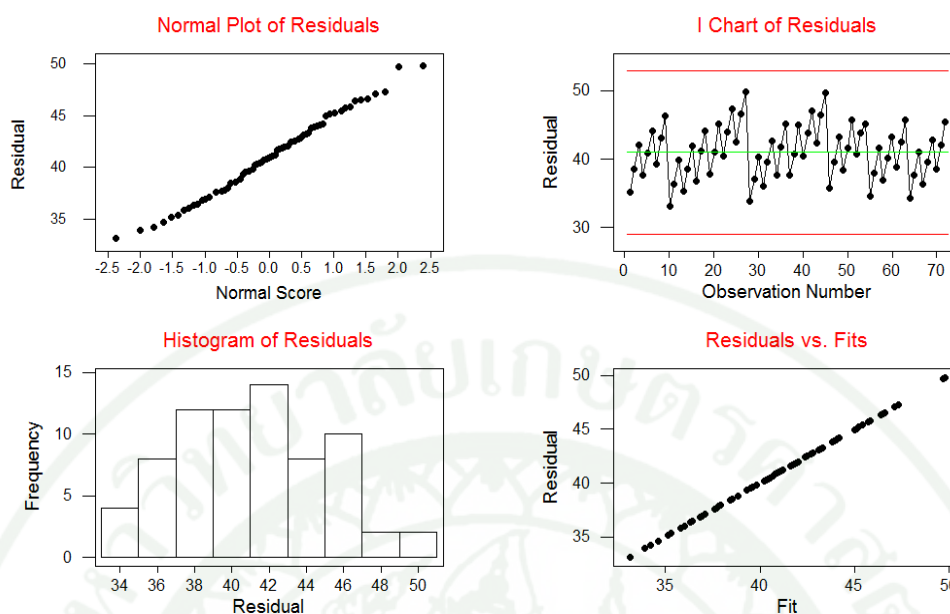 Normal Plot of Residuals
Residual
50
45
40
35
-2.5 -2.0 -1.5 -1.0 -0.5 0.0 0.5 1.0 1.5 2.0 2.5
Normal Score
I Chart of Residuals
Residual
50
40
30
0 10 20 30 40 50 60 70
Observation Number
Histogram of Residuals
Frequency
15
10
5
0
34 36 38 40 42 44 46 48 50
Residual
Residuals vs. Fits
Residual
50
45
40
35
35 40 45
Fit